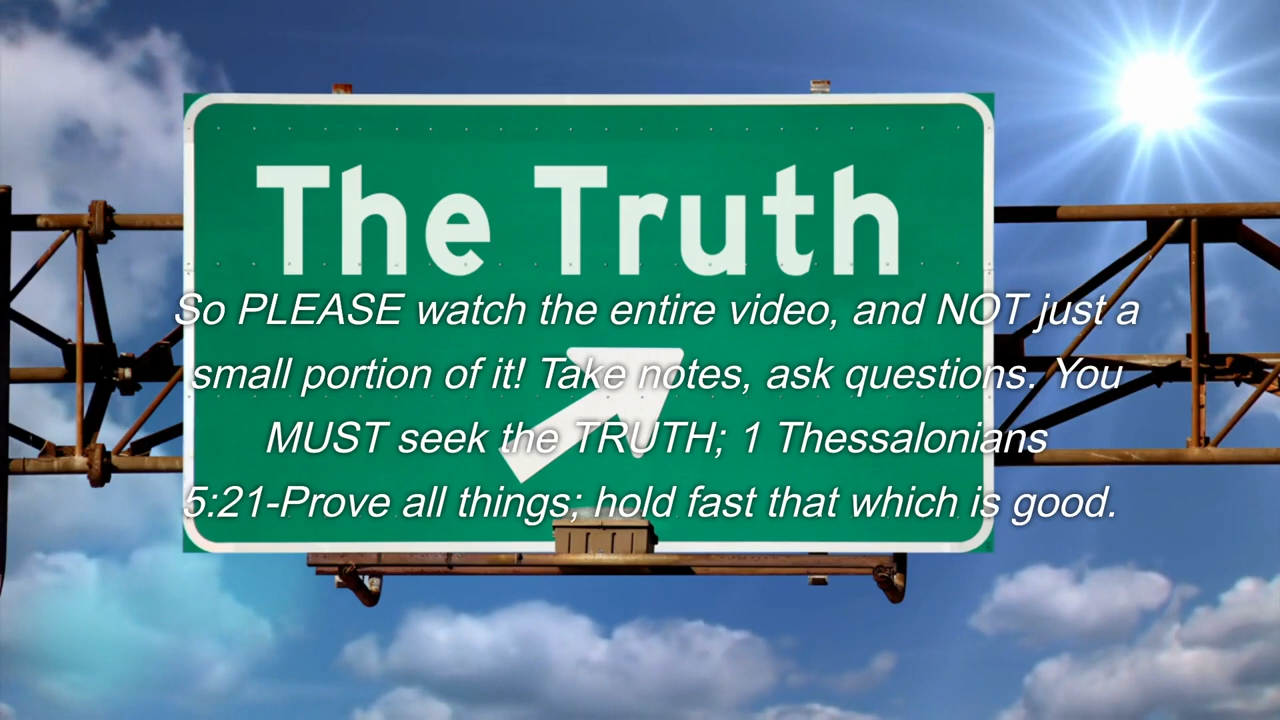 The Truth
So PLEASE watch the entire video, and NOT just a
small portion of it! Take notes, ask questions. You
MUST seek the TRUTH; 1 Thessalonians
5:21-Prove all things; hold fast that which is good.